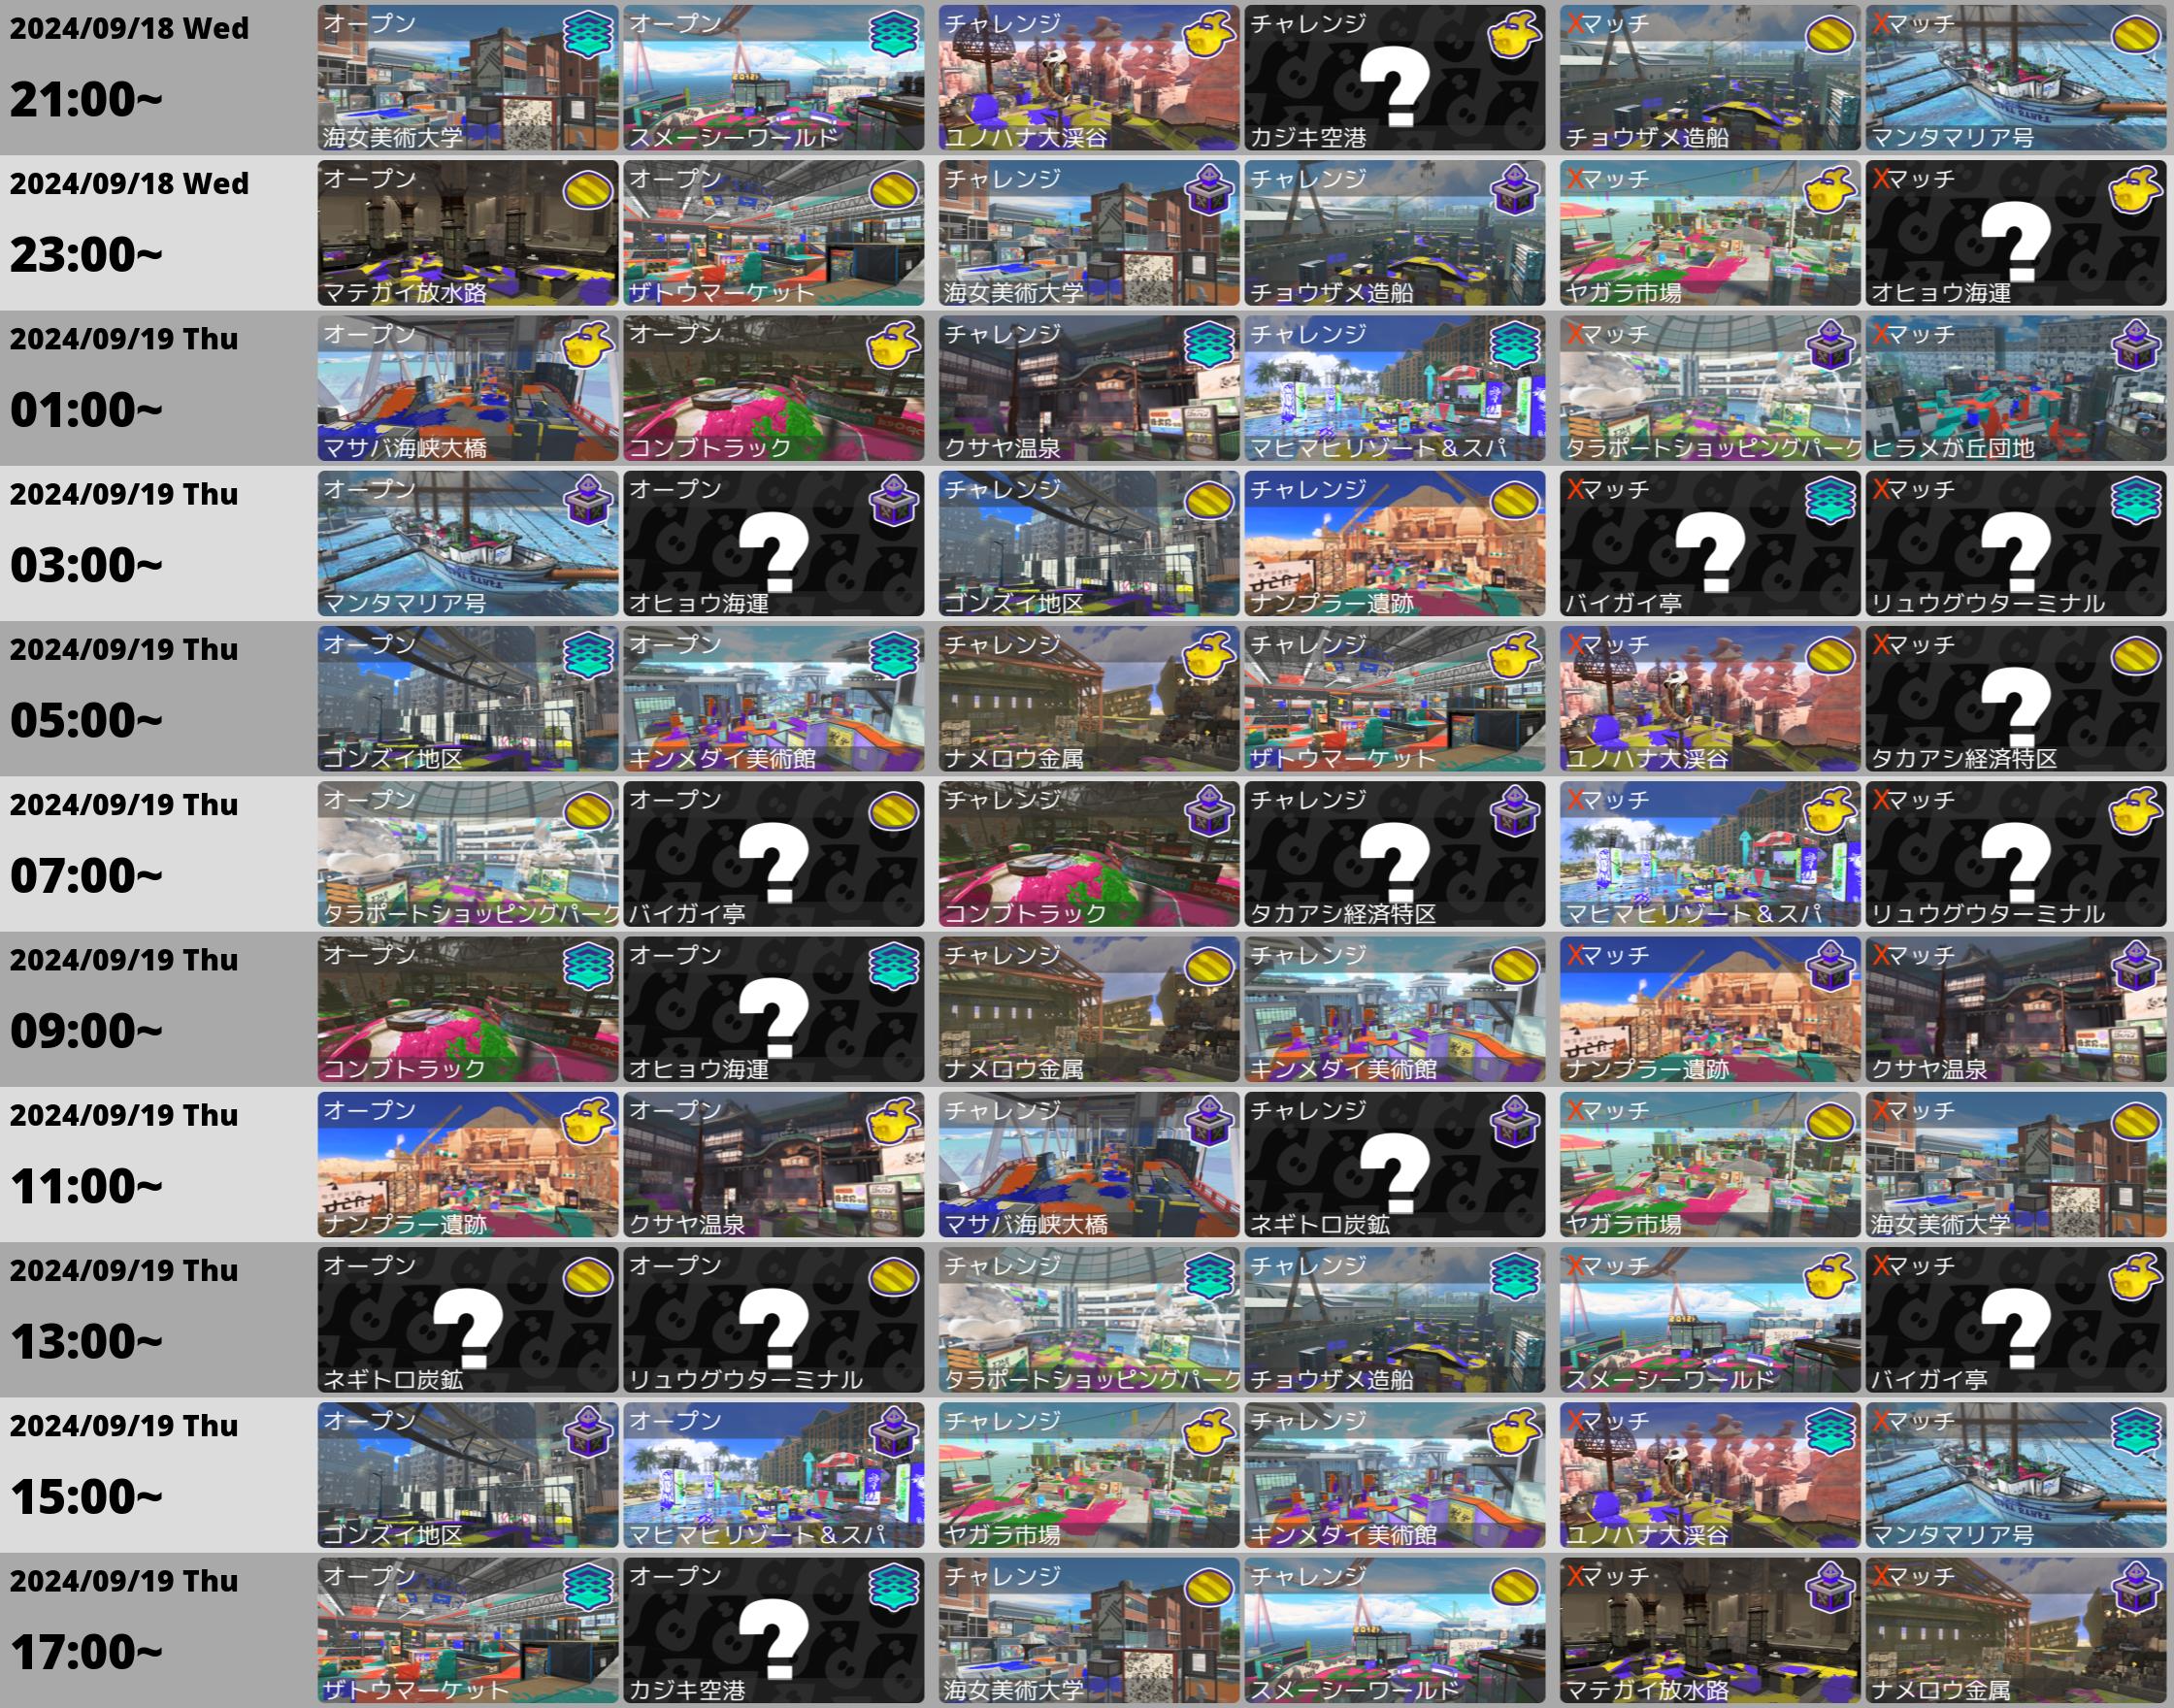 2024/09/18 Wed
21:00~
オープン
海女美術大学
オープン
スメーシーワールド
チャレンジ
ユノハナ大渓谷
チャレンジ
カジキ空港
Xマッチ
チョウザメ造船
Xマッチ
マンタマリア号
2024/09/18 Wed
23:00~
オープン
マテガイ放水路
オープン
ザトウマーケット
チャレンジ
海女美術大学
チャレンジ
チョウザメ造船
Xマッチ
ヤガラ市場
Xマッチ
オヒョウ海運
2024/09/19 Thu
01:00~
オープン
マサバ海峡大橋
オープン
コンブトラック
チャレンジ
クサヤ温泉
チャレンジ
マヒマヒリゾート＆スパ
Xマッチ
タラポートショッピングパーク
Xマッチ
ヒラメが丘団地
2024/09/19 Thu
03:00~
オープン
マンタマリア号
オープン
オヒョウ海運
チャレンジ
ゴンズイ地区
チャレンジ
ナンプラー遺跡
Xマッチ
バイガイ亭
Xマッチ
リュウグウターミナル
2024/09/19 Thu
05:00~
オープン
ゴンズイ地区
オープン
キンメダイ美術館
チャレンジ
ナメロウ金属
チャレンジ
ザトウマーケット
Xマッチ
ユノハナ大渓谷
Xマッチ
タカアシ経済特区
2024/09/19 Thu
07:00~
オープン
タラポートショッピングパーク
オープン
バイガイ亭
チャレンジ
コンブトラック
チャレンジ
タカアシ経済特区
Xマッチ
マヒマヒリゾート＆スパ
Xマッチ
リュウグウターミナル
2024/09/19 Thu
09:00~
オープン
コンブトラック
オープン
オヒョウ海運
チャレンジ
ナメロウ金属
チャレンジ
キンメダイ美術館
Xマッチ
ナンプラー遺跡
Xマッチ
クサヤ温泉
2024/09/19 Thu
11:00~
オープン
ナンプラー遺跡
オープン
クサヤ温泉
チャレンジ
マサバ海峡大橋
チャレンジ
ネギトロ炭鉱
Xマッチ
ヤガラ市場
Xマッチ
海女美術大学
2024/09/19 Thu
13:00~
オープン
ネギトロ炭鉱
オープン
リュウグウターミナル
チャレンジ
タラポートショッピングパーク
チャレンジ
チョウザメ造船
Xマッチ
スメーシーワールド
Xマッチ
バイガイ亭
2024/09/19 Thu
15:00~
オープン
ゴンズイ地区
オープン
マヒマヒリゾート＆スパ
チャレンジ
ヤガラ市場
チャレンジ
キンメダイ美術館
Xマッチ
ユノハナ大渓谷
Xマッチ
マンタマリア号
2024/09/19 Thu
17:00~
オープン
ザトウマーケット
オープン
カジキ空港
チャレンジ
海女美術大学
チャレンジ
スメーシーワールド
Xマッチ
マテガイ放水路
Xマッチ
ナメロウ金属